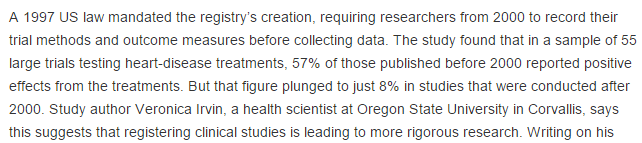 A 1997 US law mandated the registry's creation, requiring researchers from 2000 to record their
trial methods and outcome measures before collecting data. The study found that in a sample of 55
large trials testing heart-disease treatments, 57% of those published before 2000 reported positive
effects from the treatments. But that figure plunged to just 8% in studies that were conducted after
2000. Study author Veronica Irvin, a health scientist at Oregon State University in Corvallis, says
this suggests that registering clinical studies is leading to more rigorous research. Writing on his